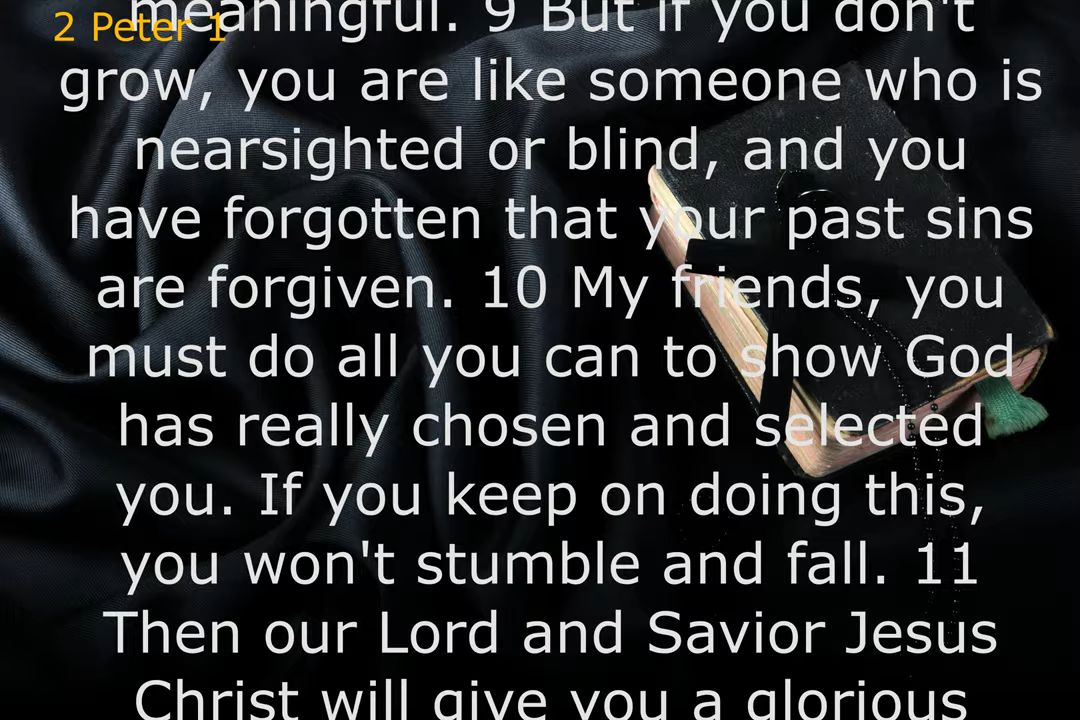 2 Peter 1
meaningful. 9 But if you don't
grow, you are like someone who is
nearsighted or blind, and you
have forgotten that your past sins
are forgiven. 10 My friends, you
must do all you can to show God
has really chosen and selected
you. If you keep on doing this,
you won't stumble and fall. 11
Then our Lord and Savior Jesus
Christ will give you a glorious